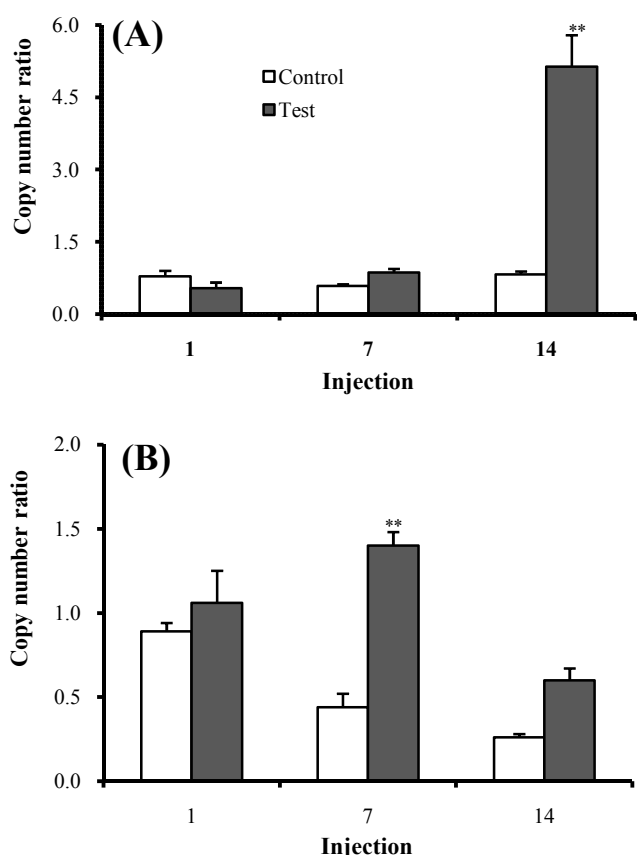 (A)
6.0
4.5
3.0
1.5
0.0
Copy number ratio
Control
Test
**
1 7 14
Injection
(B)
2.0
1.5
1.0
0.5
0.0
Copy number ratio
**
1 7 14
Injection